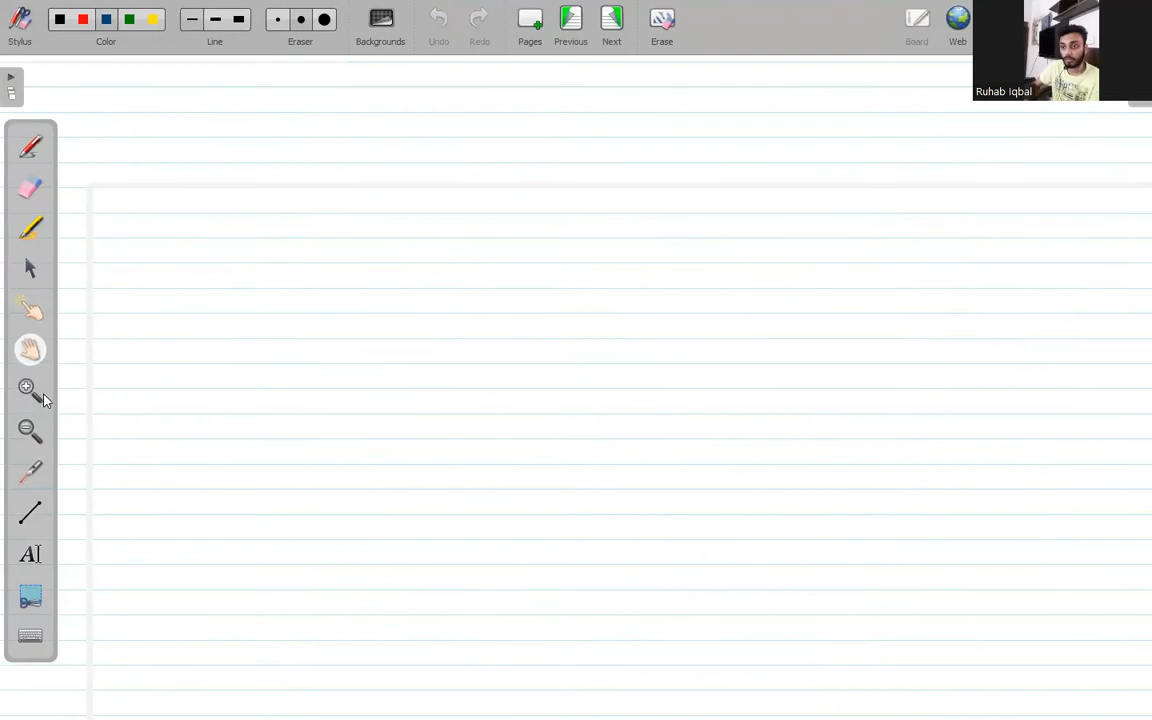 Stylus Color Line Eraser Backgrounds Undo Redo Pages Previous Next Erase Board Web
Ruhab Iqbal
A